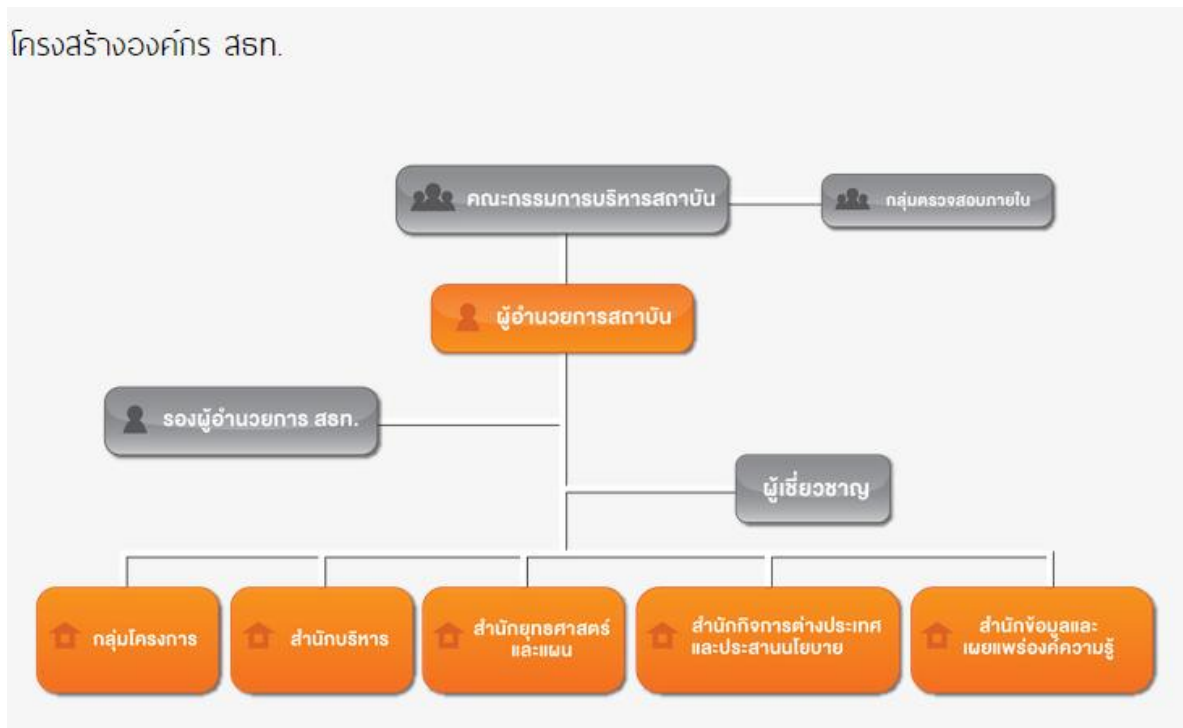 โครงสร้างองค์กร สธท.
คณะกรรมการบริหารสถาบัน
กลุ่มตรวจสอบภายใน
ผู้อำนวยการสถาบัน
รองผู้อำนวยการ สธท.
ผู้เชี่ยวชาญ
กลุ่มโครงการ
สำนักบริหาร
สำนักยุทธศาสตร์
และแผน
สำนักกิจการต่างประเทศ
และประสานนโยบาย
สำนักข้อมูลและ
เผยแพร่องค์ความรู้